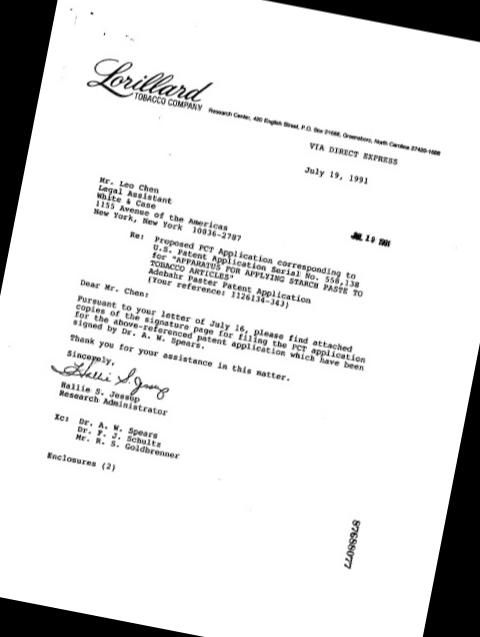 Lorillard
TOBACCO COMPANY
Research Center, 420 English Street, P.O. Box 21688, Greensboro, North Carolina 27420-1688
VIA DIRECT EXPRESS
July 19, 1991
Mr. Leo Chen
Legal Assistant
White & Case
1155 Avenue of the Americas
New York, New York 10036-2787
JUL 19 1991
Re: Proposed PCT Application corresponding to
U.S. Patent Application Serial No. 558,138
for "APPARATUS FOR APPLYING STARCH PASTE TO
TOBACCO ARTICLES"
Adebahr Paster Patent Application
(Your reference: 1126134-343)
Dear Mr. Chen:
Pursuant to your letter of July 16, please find attached
copies of the signature page for filing the PCT application
for the above-referenced patent application which have been
signed by Dr. A. W. Spears.
Thank you for your assistance in this matter.
Sincerely,
Hallie S. Jessup
Hallie S. Jessup
Research Administrator
Xc: Dr. A. W. Spears
Dr. F. J. Schultz
Mr. R. S. Goldbrenner
Enclosures (2)
87688077